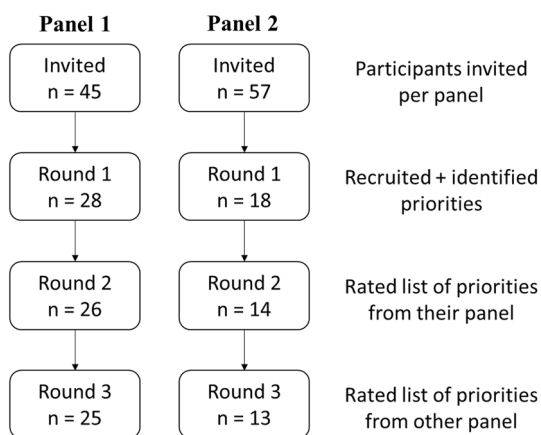 Panel 1
Panel 2
Invited
n = 45
Invited
n = 57
Participants invited
per panel
Round 1
n = 28
Round 1
n = 18
Recruited + identified
priorities
Round 2
n = 26
Round 2
n = 14
Rated list of priorities
from their panel
Round 3
n = 25
Round 3
n = 13
Rated list of priorities
from other panel